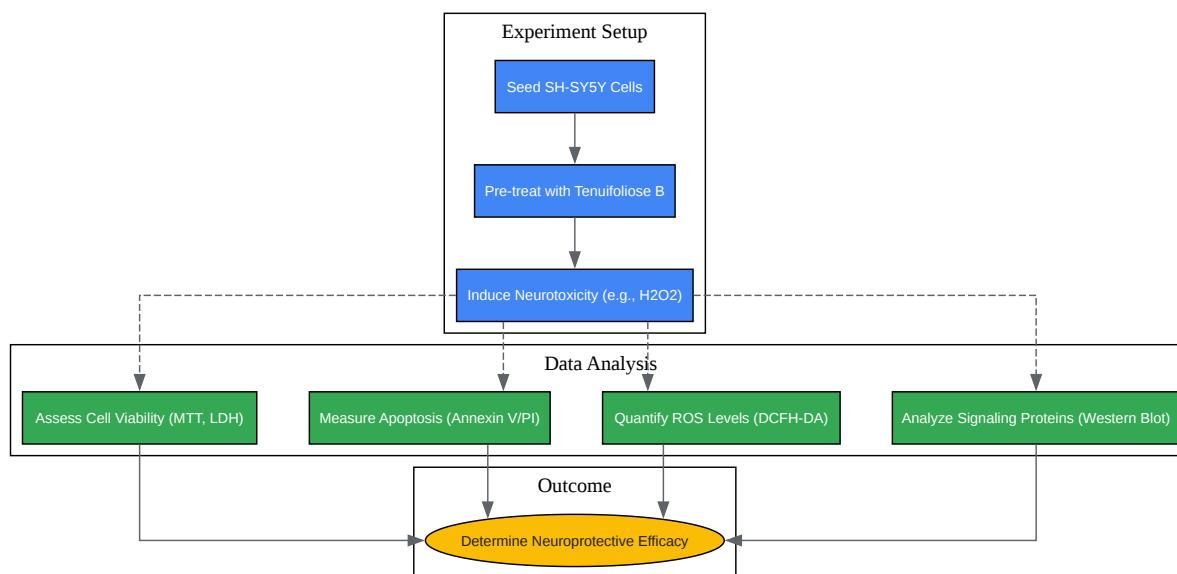 Experiment Setup
Seed SH-SY5Y Cells
Pre-treat with Tenuifoliose B
Induce Neurotoxicity (e.g., H2O2)
Data Analysis
Assess Cell Viability (MTT, LDH)
Measure Apoptosis (Annexin V/PI)
Quantify ROS Levels (DCFH-DA)
Analyze Signaling Proteins (Western Blot)
Outcome
Determine Neuroprotective Efficacy